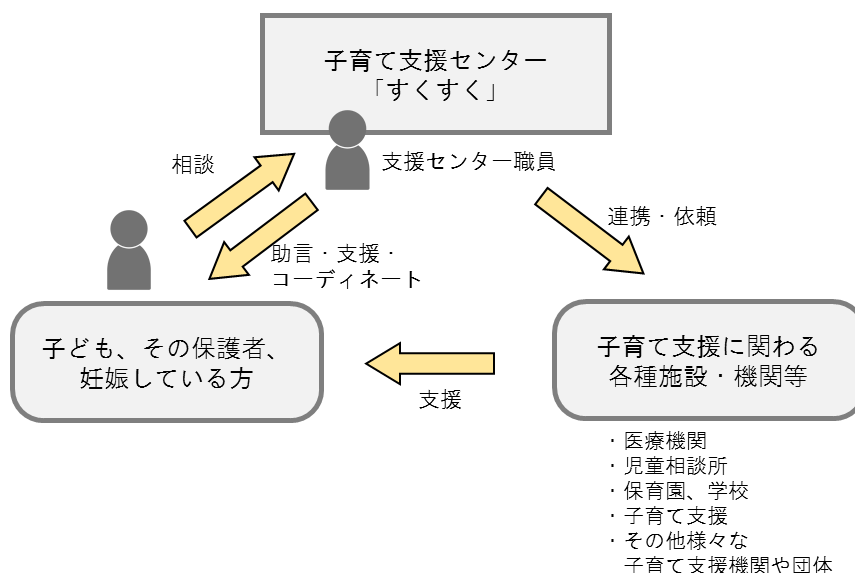 子育て支援センター
「すくすく」
支援センター職員
相談
助言・支援・
コーディネート
連携・依頼
子ども、その保護者、
妊娠している方
支援
子育て支援に関わる
各種施設・機関等
・医療機関
・児童相談所
・保育園、学校
・子育て支援
・その他様々な
子育て支援機関や団体